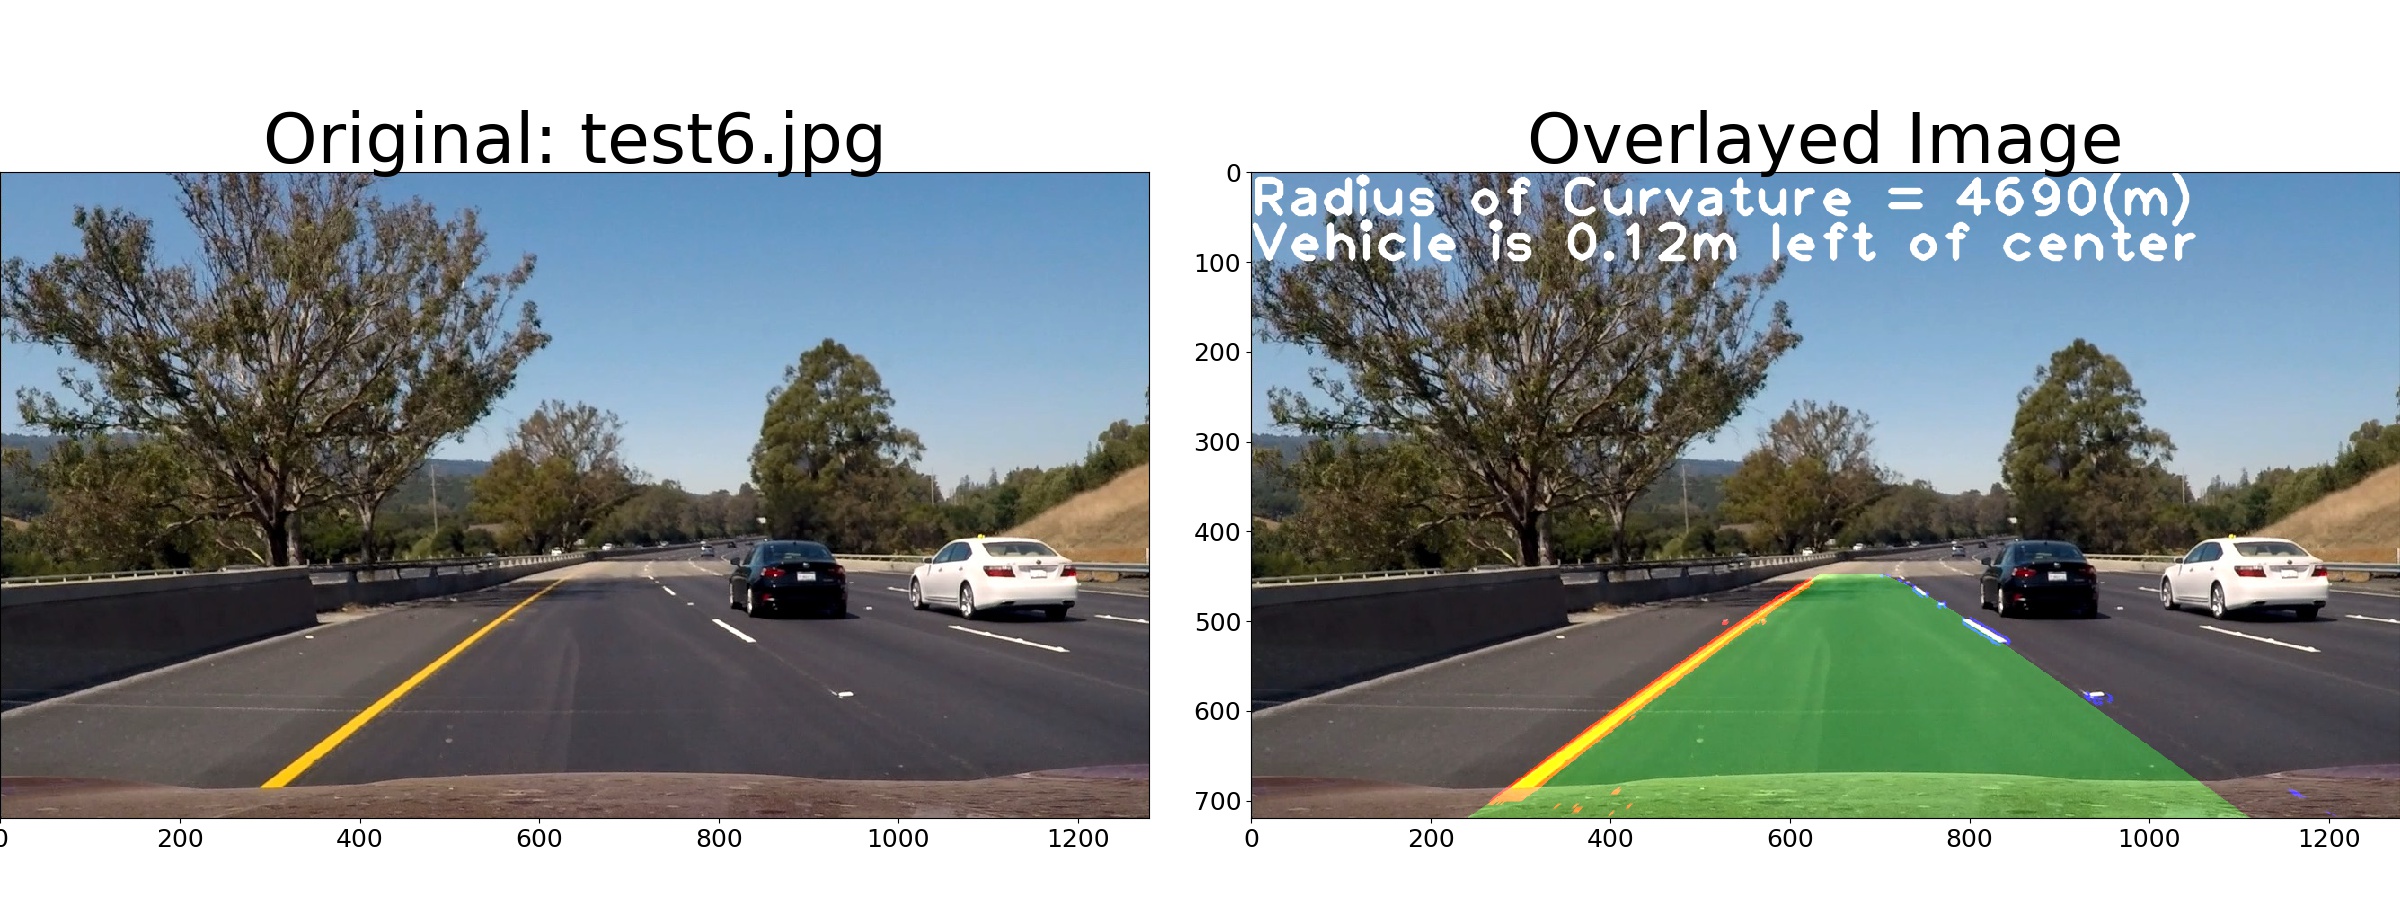 Original: test6.jpg
Overlayed Image
Radius of Curvature = 4690(m)
Vehicle is 0.12m left of center
0
100
200
300
400
500
600
700
0 200 400 600 800 1000 1200
0 200 400 600 800 1000 1200